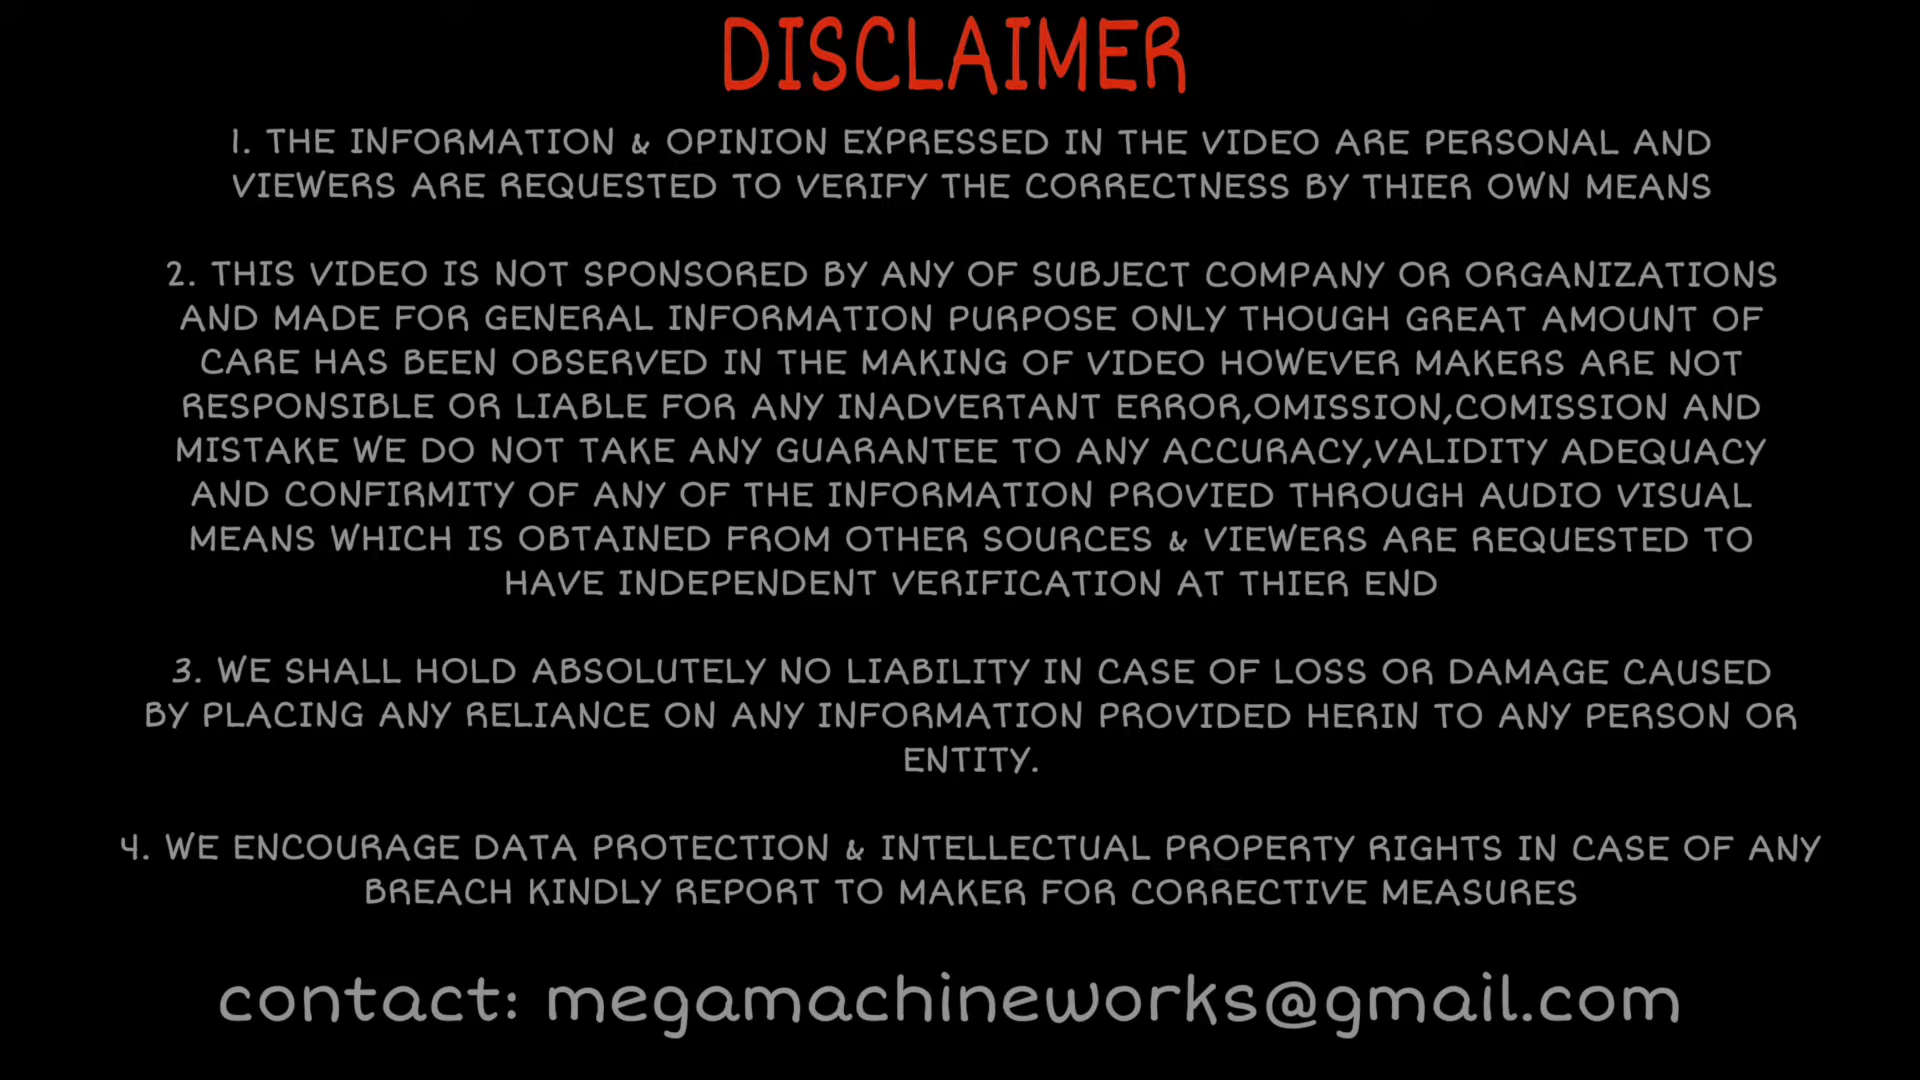 DISCLAIMER
1. THE INFORMATION & OPINION EXPRESSED IN THE VIDEO ARE PERSONAL AND
VIEWERS ARE REQUESTED TO VERIFY THE CORRECTNESS BY THIER OWN MEANS
2. THIS VIDEO IS NOT SPONSORED BY ANY OF SUBJECT COMPANY OR ORGANIZATIONS
AND MADE FOR GENERAL INFORMATION PURPOSE ONLY THOUGH GREAT AMOUNT OF
CARE HAS BEEN OBSERVED IN THE MAKING OF VIDEO HOWEVER MAKERS ARE NOT
RESPONSIBLE OR LIABLE FOR ANY INADVERTANT ERROR,OMISSION,COMISSION AND
MISTAKE WE DO NOT TAKE ANY GUARANTEE TO ANY ACCURACY,VALIDITY ADEQUACY
AND CONFIRMITY OF ANY OF THE INFORMATION PROVIED THROUGH AUDIO VISUAL
MEANS WHICH IS OBTAINED FROM OTHER SOURCES & VIEWERS ARE REQUESTED TO
HAVE INDEPENDENT VERIFICATION AT THIER END
3. WE SHALL HOLD ABSOLUTELY NO LIABILITY IN CASE OF LOSS OR DAMAGE CAUSED
BY PLACING ANY RELIANCE ON ANY INFORMATION PROVIDED HERIN TO ANY PERSON OR
ENTITY.
4. WE ENCOURAGE DATA PROTECTION & INTELLECTUAL PROPERTY RIGHTS IN CASE OF ANY
BREACH KINDLY REPORT TO MAKER FOR CORRECTIVE MEASURES
contact: megamachineworks@gmail.com